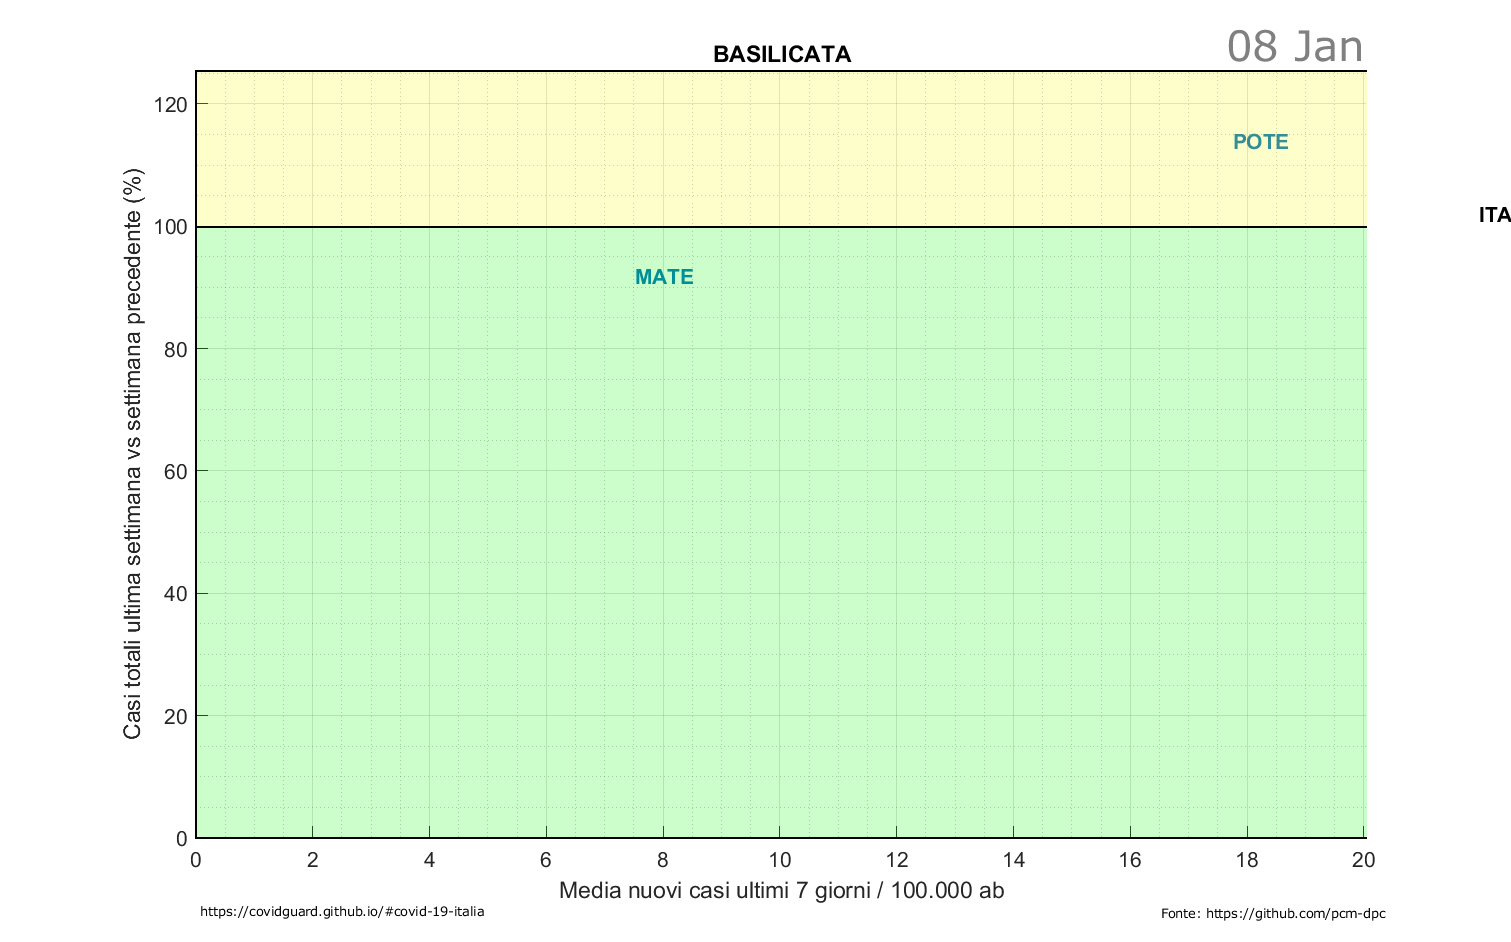 BASILICATA
08 Jan
Casi totali ultima settimana vs settimana precedente (%)
120
100
80
60
40
20
0
POTE
ITA
MATE
0 2 4 6 8 10 12 14 16 18 20
Media nuovi casi ultimi 7 giorni / 100.000 ab
https://covidguard.github.io/#covid-19-italia
Fonte: https://github.com/pcm-dpc